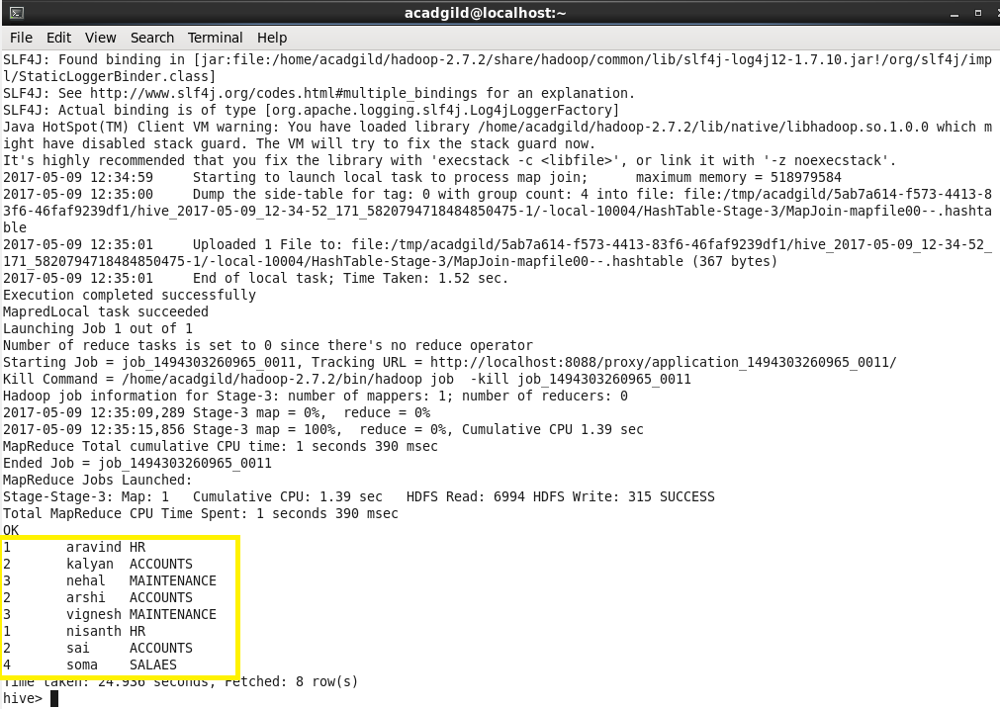 acadgild@localhost:~
File Edit View Search Terminal Help
SLF4J: Found binding in [jar:file:/home/acadgild/hadoop-2.7.2/share/hadoop/common/lib/slf4j-log4j12-1.7.10.jar!/org/slf4j/imp
l/StaticLoggerBinder.class]
SLF4J: See http://www.slf4j.org/codes.html#multiple_bindings for an explanation.
SLF4J: Actual binding is of type [org.apache.logging.slf4j.Log4jLoggerFactory]
Java HotSpot(TM) Client VM warning: You have loaded library /home/acadgild/hadoop-2.7.2/lib/native/libhadoop.so.1.0.0 which m
ight have disabled stack guard. The VM will try to fix the stack guard now.
It's highly recommended that you fix the library with 'execstack -c <libfile>', or link it with '-z noexecstack'.
2017-05-09 12:34:59     Starting to launch local task to process map join;      maximum memory = 518979584
2017-05-09 12:35:00     Dump the side-table for tag: 0 with group count: 4 into file: file:/tmp/acadgild/5ab7a614-f573-4413-8
3f6-46faf9239df1/hive_2017-05-09_12-34-52_171_5820794718484850475-1/-local-10004/HashTable-Stage-3/MapJoin-mapfile00--.hashta
ble
2017-05-09 12:35:01     Uploaded 1 File to: file:/tmp/acadgild/5ab7a614-f573-4413-83f6-46faf9239df1/hive_2017-05-09_12-34-52_
171_5820794718484850475-1/-local-10004/HashTable-Stage-3/MapJoin-mapfile00--.hashtable (367 bytes)
2017-05-09 12:35:01     End of local task; Time Taken: 1.52 sec.
Execution completed successfully
MapredLocal task succeeded
Launching Job 1 out of 1
Number of reduce tasks is set to 0 since there's no reduce operator
Starting Job = job_1494303260965_0011, Tracking URL = http://localhost:8088/proxy/application_1494303260965_0011/
Kill Command = /home/acadgild/hadoop-2.7.2/bin/hadoop job  -kill job_1494303260965_0011
Hadoop job information for Stage-3: number of mappers: 1; number of reducers: 0
2017-05-09 12:35:09,289 Stage-3 map = 0%,  reduce = 0%
2017-05-09 12:35:15,856 Stage-3 map = 100%,  reduce = 0%, Cumulative CPU 1.39 sec
MapReduce Total cumulative CPU time: 1 seconds 390 msec
Ended Job = job_1494303260965_0011
MapReduce Jobs Launched:
Stage-Stage-3: Map: 1   Cumulative CPU: 1.39 sec   HDFS Read: 6994 HDFS Write: 315 SUCCESS
Total MapReduce CPU Time Spent: 1 seconds 390 msec
OK
1       aravind HR
2       kalyan  ACCOUNTS
3       nehal   MAINTENANCE
2       arshi   ACCOUNTS
3       vignesh MAINTENANCE
1       nisanth HR
2       sai     ACCOUNTS
4       soma    SALAES
Time taken: 24.936 seconds, Fetched: 8 row(s)
hive>